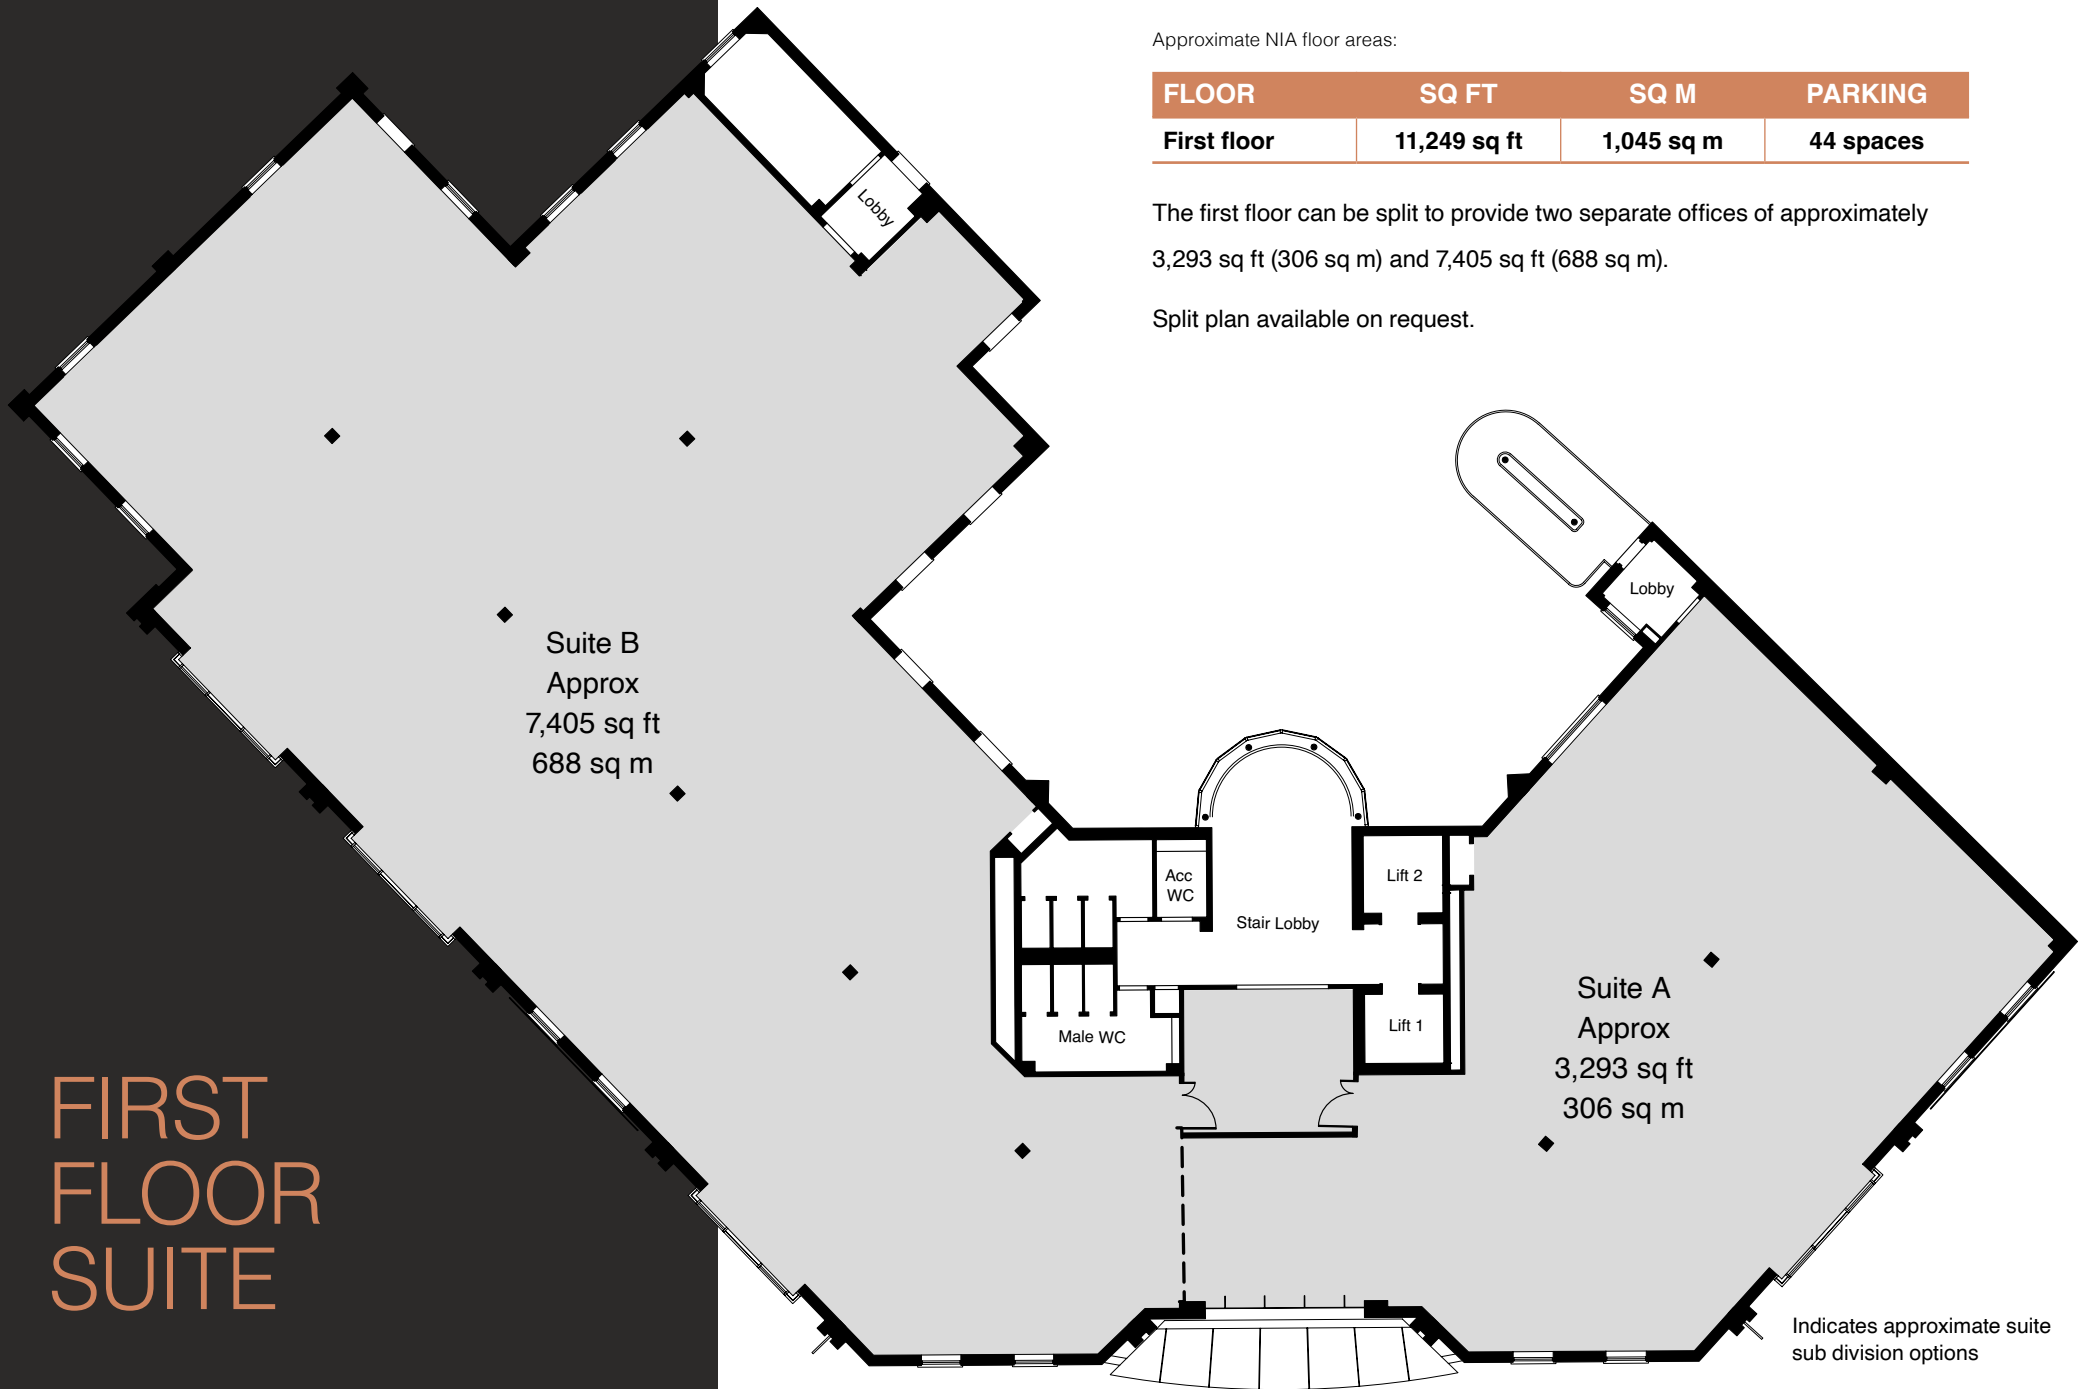 Approximate NIA floor areas:
FLOOR SQ FT SQ M PARKING
First floor 11,249 sq ft 1,045 sq m 44 spaces
The first floor can be split to provide two separate offices of approximately
3,293 sq ft (306 sq m) and 7,405 sq ft (688 sq m).
Split plan available on request.
Lobby
Lobby
Suite B
Approx
7,405 sq ft
688 sq m
Acc
WC
Lift 2
Stair Lobby
Male WC
Lift 1
Suite A
Approx
3,293 sq ft
306 sq m
FIRST
FLOOR
SUITE
Indicates approximate suite
sub division options